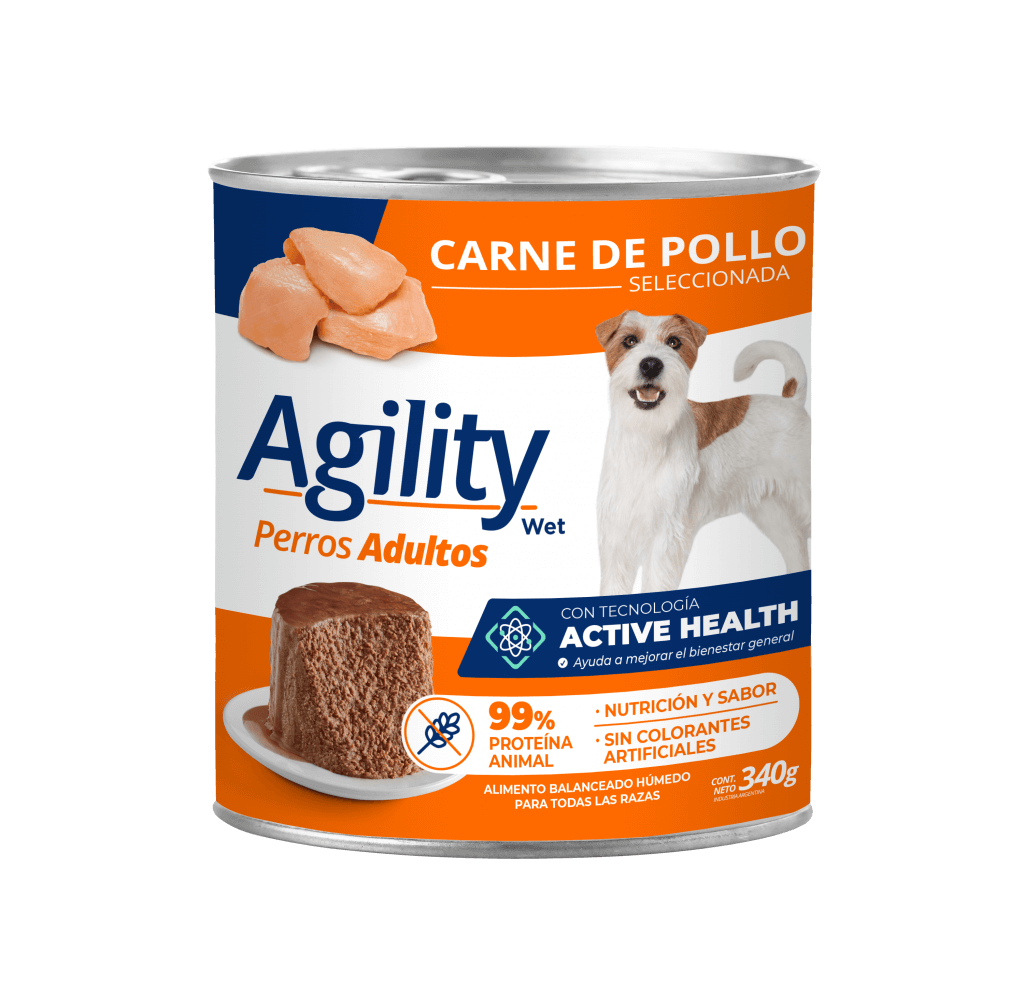 CARNE DE POLLO
SELECCIONADA
Agility
Wet
Perros Adultos
CON TECNOLOGÍA
ACTIVE HEALTH
Ayuda a mejorar el bienestar general
99%
PROTEÍNA
ANIMAL
· NUTRICIÓN Y SABOR
· SIN COLORANTES
ARTIFICIALES
ALIMENTO BALANCEADO HÚMEDO
PARA TODAS LAS RAZAS
CONT.
NETO 340g
INDUSTRIA ARGENTINA